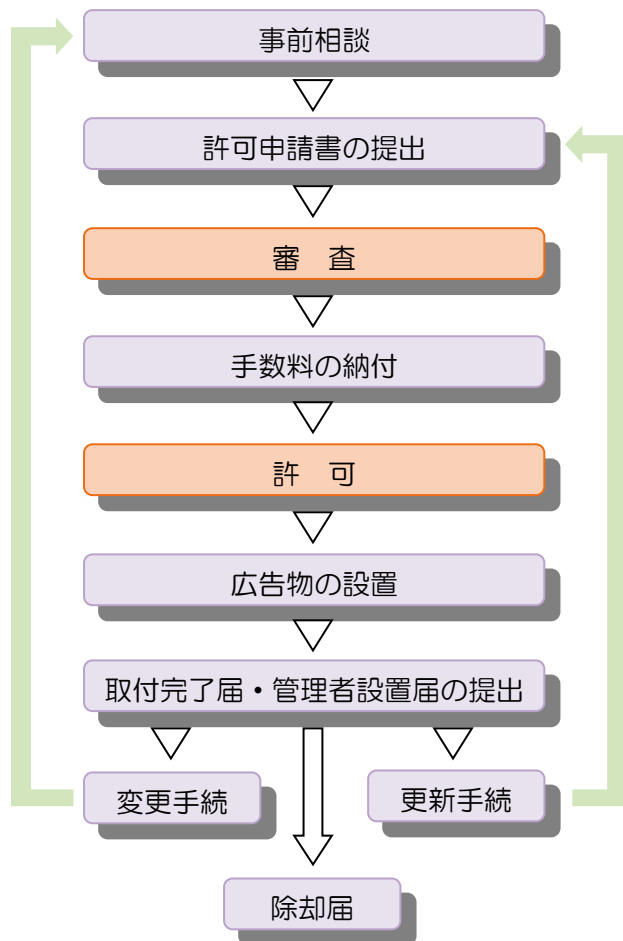 事前相談
許可申請書の提出
審　査
手数料の納付
許　可
広告物の設置
取付完了届・管理者設置届の提出
変更手続
更新手続
除却届